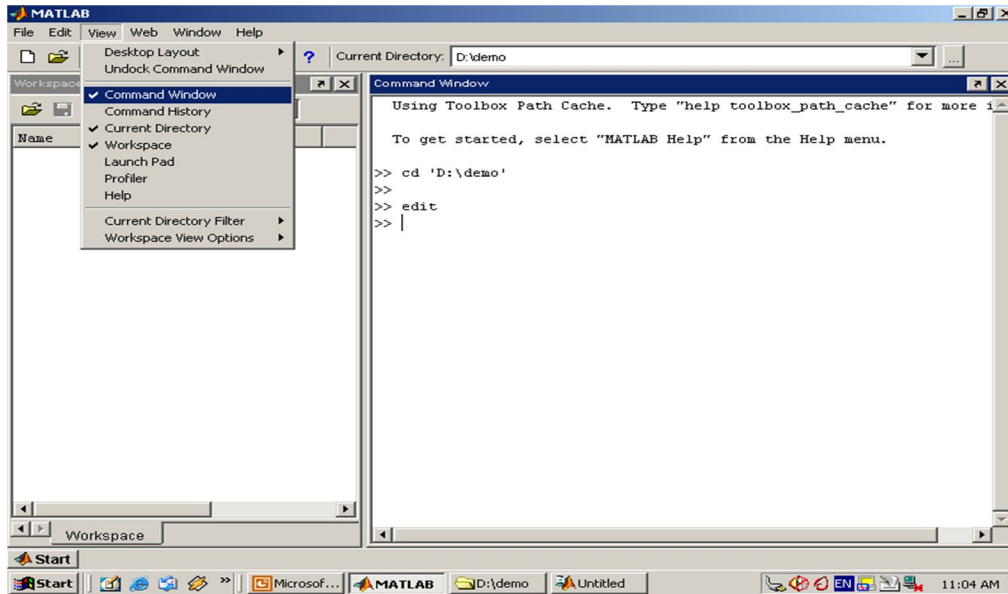 MATLAB
File Edit View Web Window Help
Current Directory: D:\demo
Desktop Layout
Undock Command Window
Command Window
Command History
Current Directory
Workspace
Launch Pad
Profiler
Help
Current Directory Filter
Workspace View Options
Workspace
Name
Workspace
Command Window
Using Toolbox Path Cache. Type "help toolbox_path_cache" for more
To get started, select "MATLAB Help" from the Help menu.
>> cd 'D:\demo'
>>
>> edit
>>
Start
Start Microsof... MATLAB D:\demo Untitled EN 11:04 AM